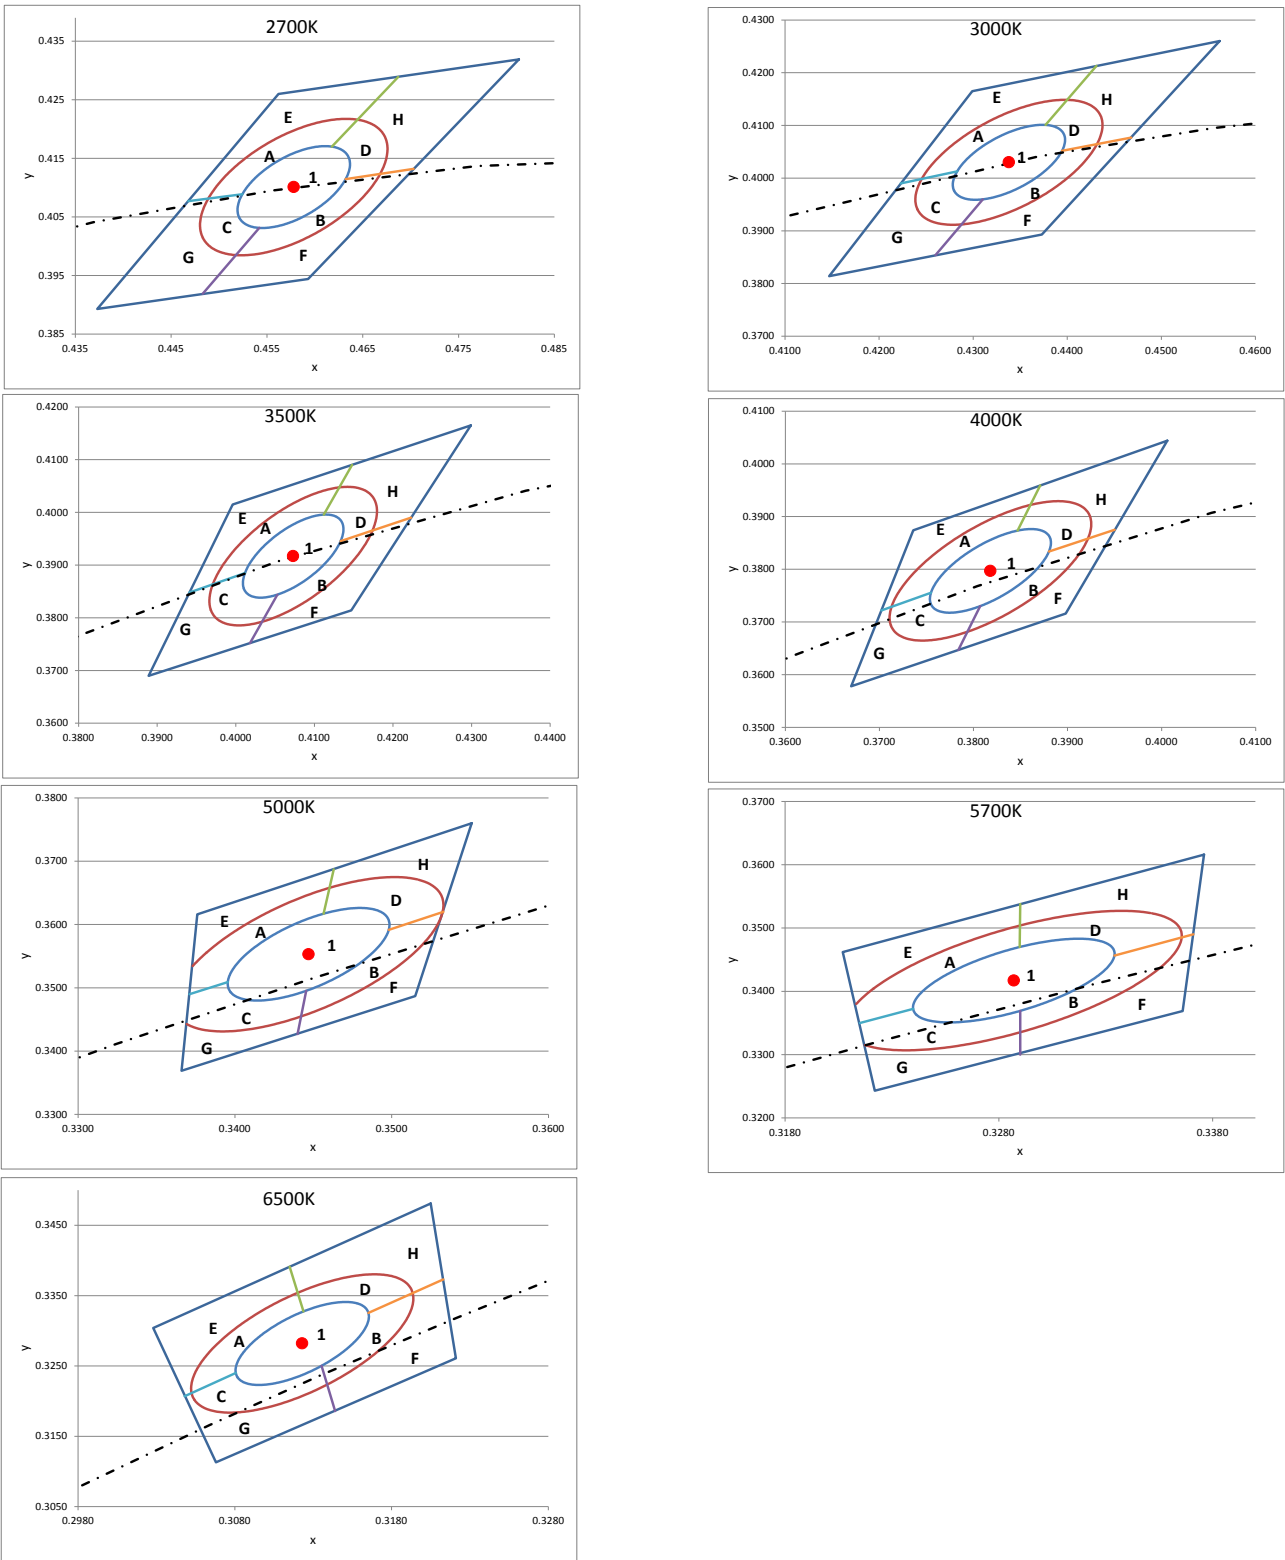 2700K
0.435
0.425
0.415
0.405
0.395
0.385
y
0.435 0.445 0.455 0.465 0.475 0.485
x
E
H
A
D
1
C
B
G
F
3000K
0.4300
0.4200
0.4100
0.4000
0.3900
0.3800
0.3700
y
0.4100 0.4200 0.4300 0.4400 0.4500 0.4600
x
E
H
A
D
1
B
C
F
G
3500K
0.4200
0.4100
0.4000
0.3900
0.3800
0.3700
0.3600
y
0.3800 0.3900 0.4000 0.4100 0.4200 0.4300 0.4400
x
H
E
A
D
1
B
C
F
G
4000K
0.4100
0.4000
0.3900
0.3800
0.3700
0.3600
0.3500
y
0.3600 0.3700 0.3800 0.3900 0.4000 0.4100
x
H
E
A
D
1
B
F
C
G
5000K
0.3800
0.3700
0.3600
0.3500
0.3400
0.3300
y
0.3300 0.3400 0.3500 0.3600
x
H
D
E
A
1
B
F
C
G
5700K
0.3700
0.3600
0.3500
0.3400
0.3300
0.3200
y
0.3180 0.3280 0.3380
x
H
D
E
A
1
B
F
C
G
6500K
0.3450
0.3350
0.3250
0.3150
0.3050
y
0.2980 0.3080 0.3180 0.3280
x
H
D
E
1
A
B
F
C
G